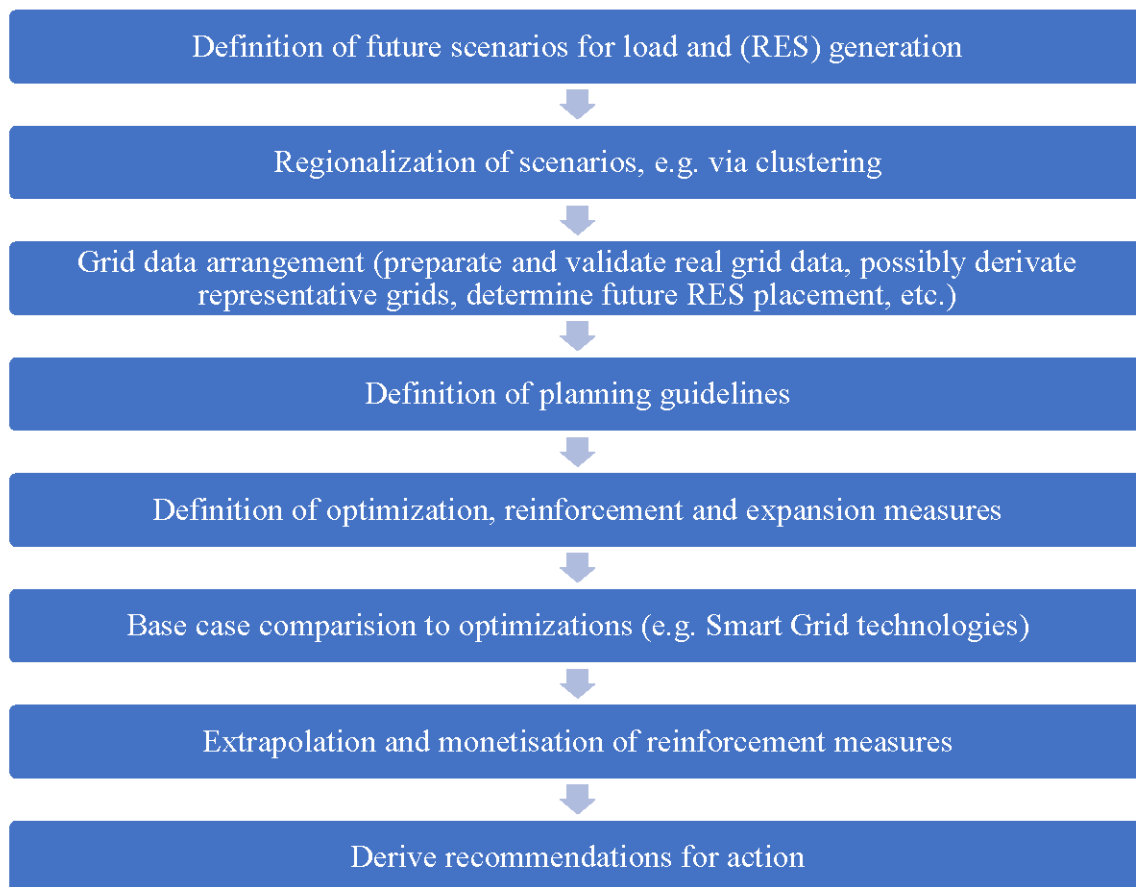 Definition of future scenarios for load and (RES) generation
Regionalization of scenarios, e.g. via clustering
Grid data arrangement (preparate and validate real grid data, possibly derivate
representative grids, determine future RES placement, etc.)
Definition of planning guidelines
Definition of optimization, reinforcement and expansion measures
Base case comparision to optimizations (e.g. Smart Grid technologies)
Extrapolation and monetisation of reinforcement measures
Derive recommendations for action